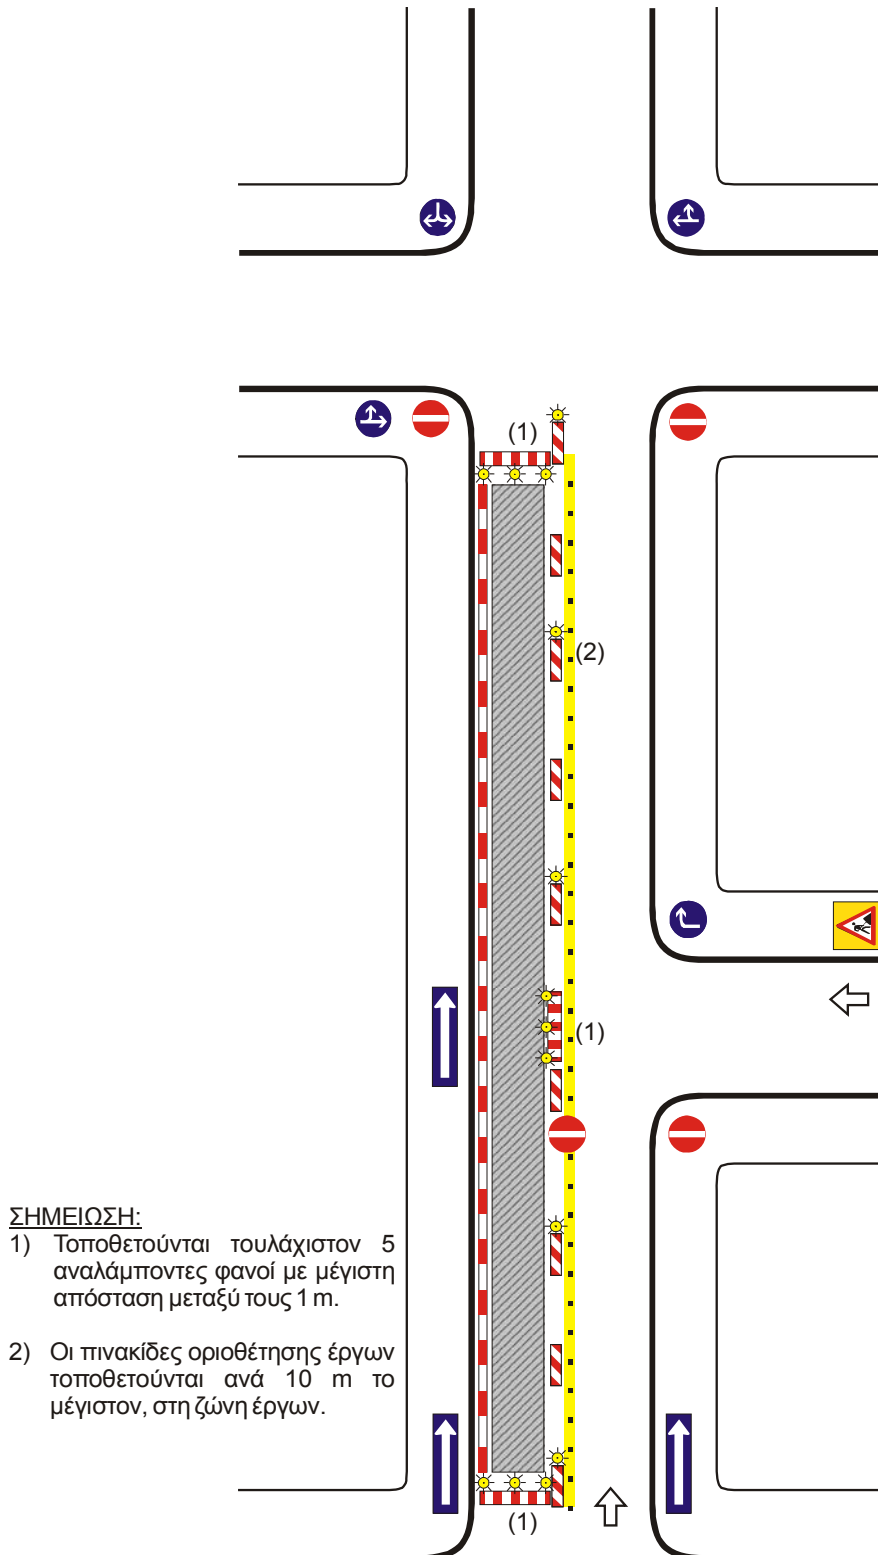 (1)
(2)
(1)
ΣΗΜΕΙΩΣΗ:
1) Τοποθετούνται τουλάχιστον 5
αναλάμποντες φανοί με μέγιστη
απόσταση μεταξύ τους 1 m.
2) Οι πινακίδες οριοθέτησης έργων
τοποθετούνται ανά 10 m το
μέγιστον, στη ζώνη έργων.
(1)